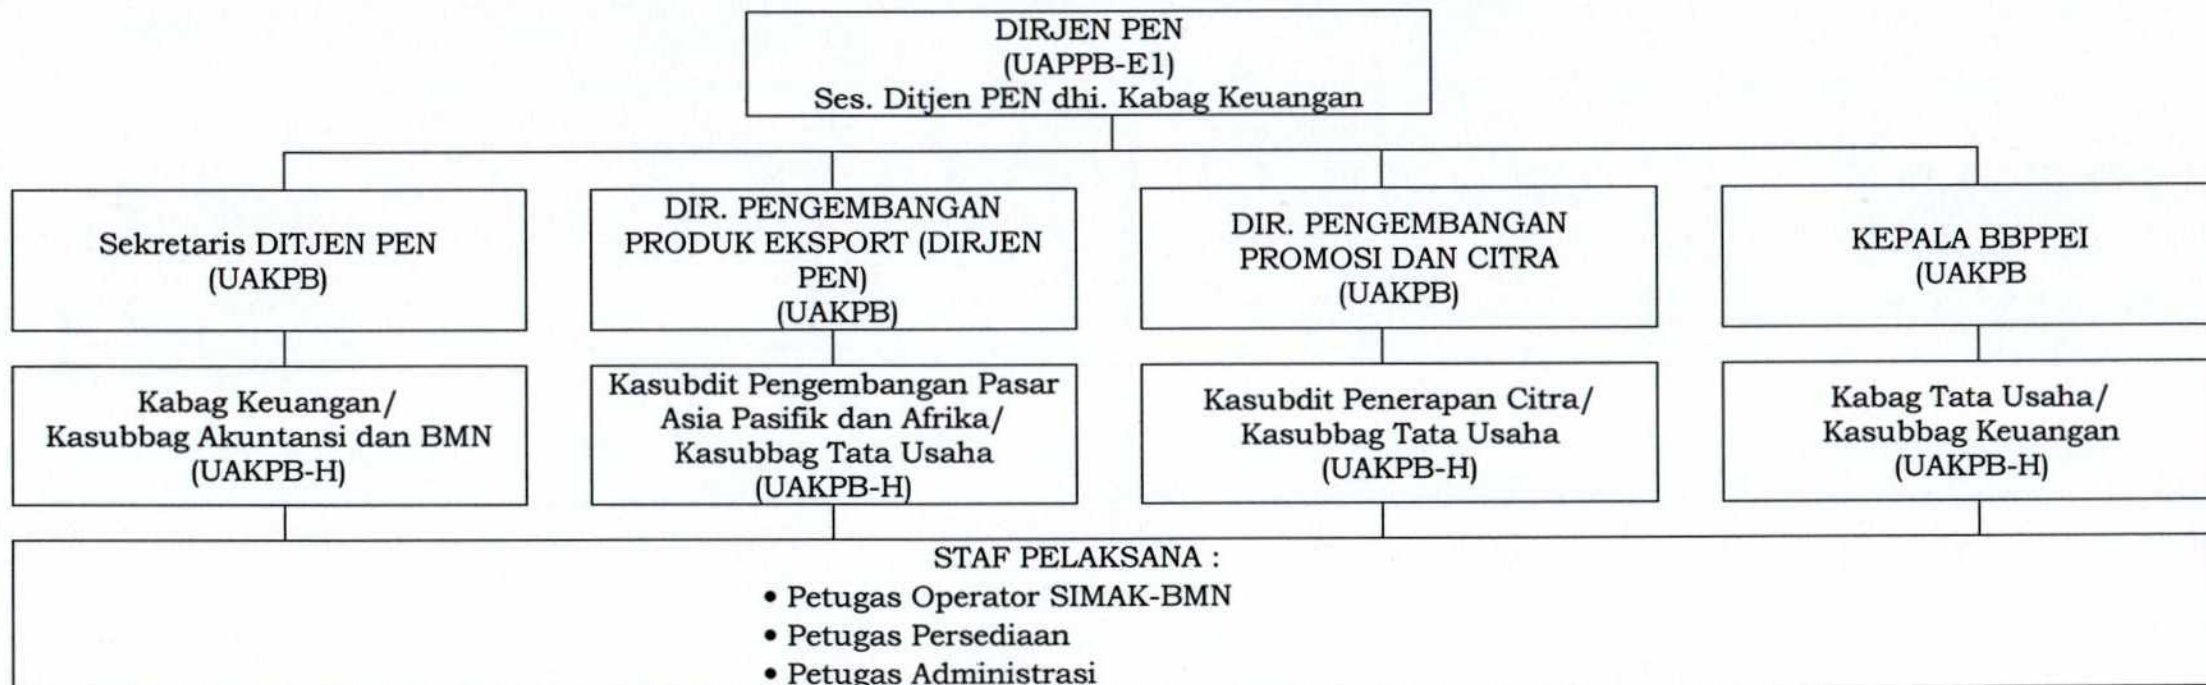 DIRJEN PEN
(UAPPB-E1)
Ses. Ditjen PEN dhi. Kabag Keuangan
Sekretaris DITJEN PEN
(UAKPB)
DIR. PENGEMBANGAN
PRODUK EKSPORT (DIRJEN
PEN)
(UAKPB)
DIR. PENGEMBANGAN
PROMOSI DAN CITRA
(UAKPB)
KEPALA BBPPEI
(UAKPB
Kabag Keuangan/
Kasubbag Akuntansi dan BMN
(UAKPB-H)
Kasubdit Pengembangan Pasar
Asia Pasifik dan Afrika/
Kasubbag Tata Usaha
(UAKPB-H)
Kasubdit Penerapan Citra/
Kasubbag Tata Usaha
(UAKPB-H)
Kabag Tata Usaha/
Kasubbag Keuangan
(UAKPB-H)
STAF PELAKSANA :
• Petugas Operator SIMAK-BMN
• Petugas Persediaan
• Petugas Administrasi